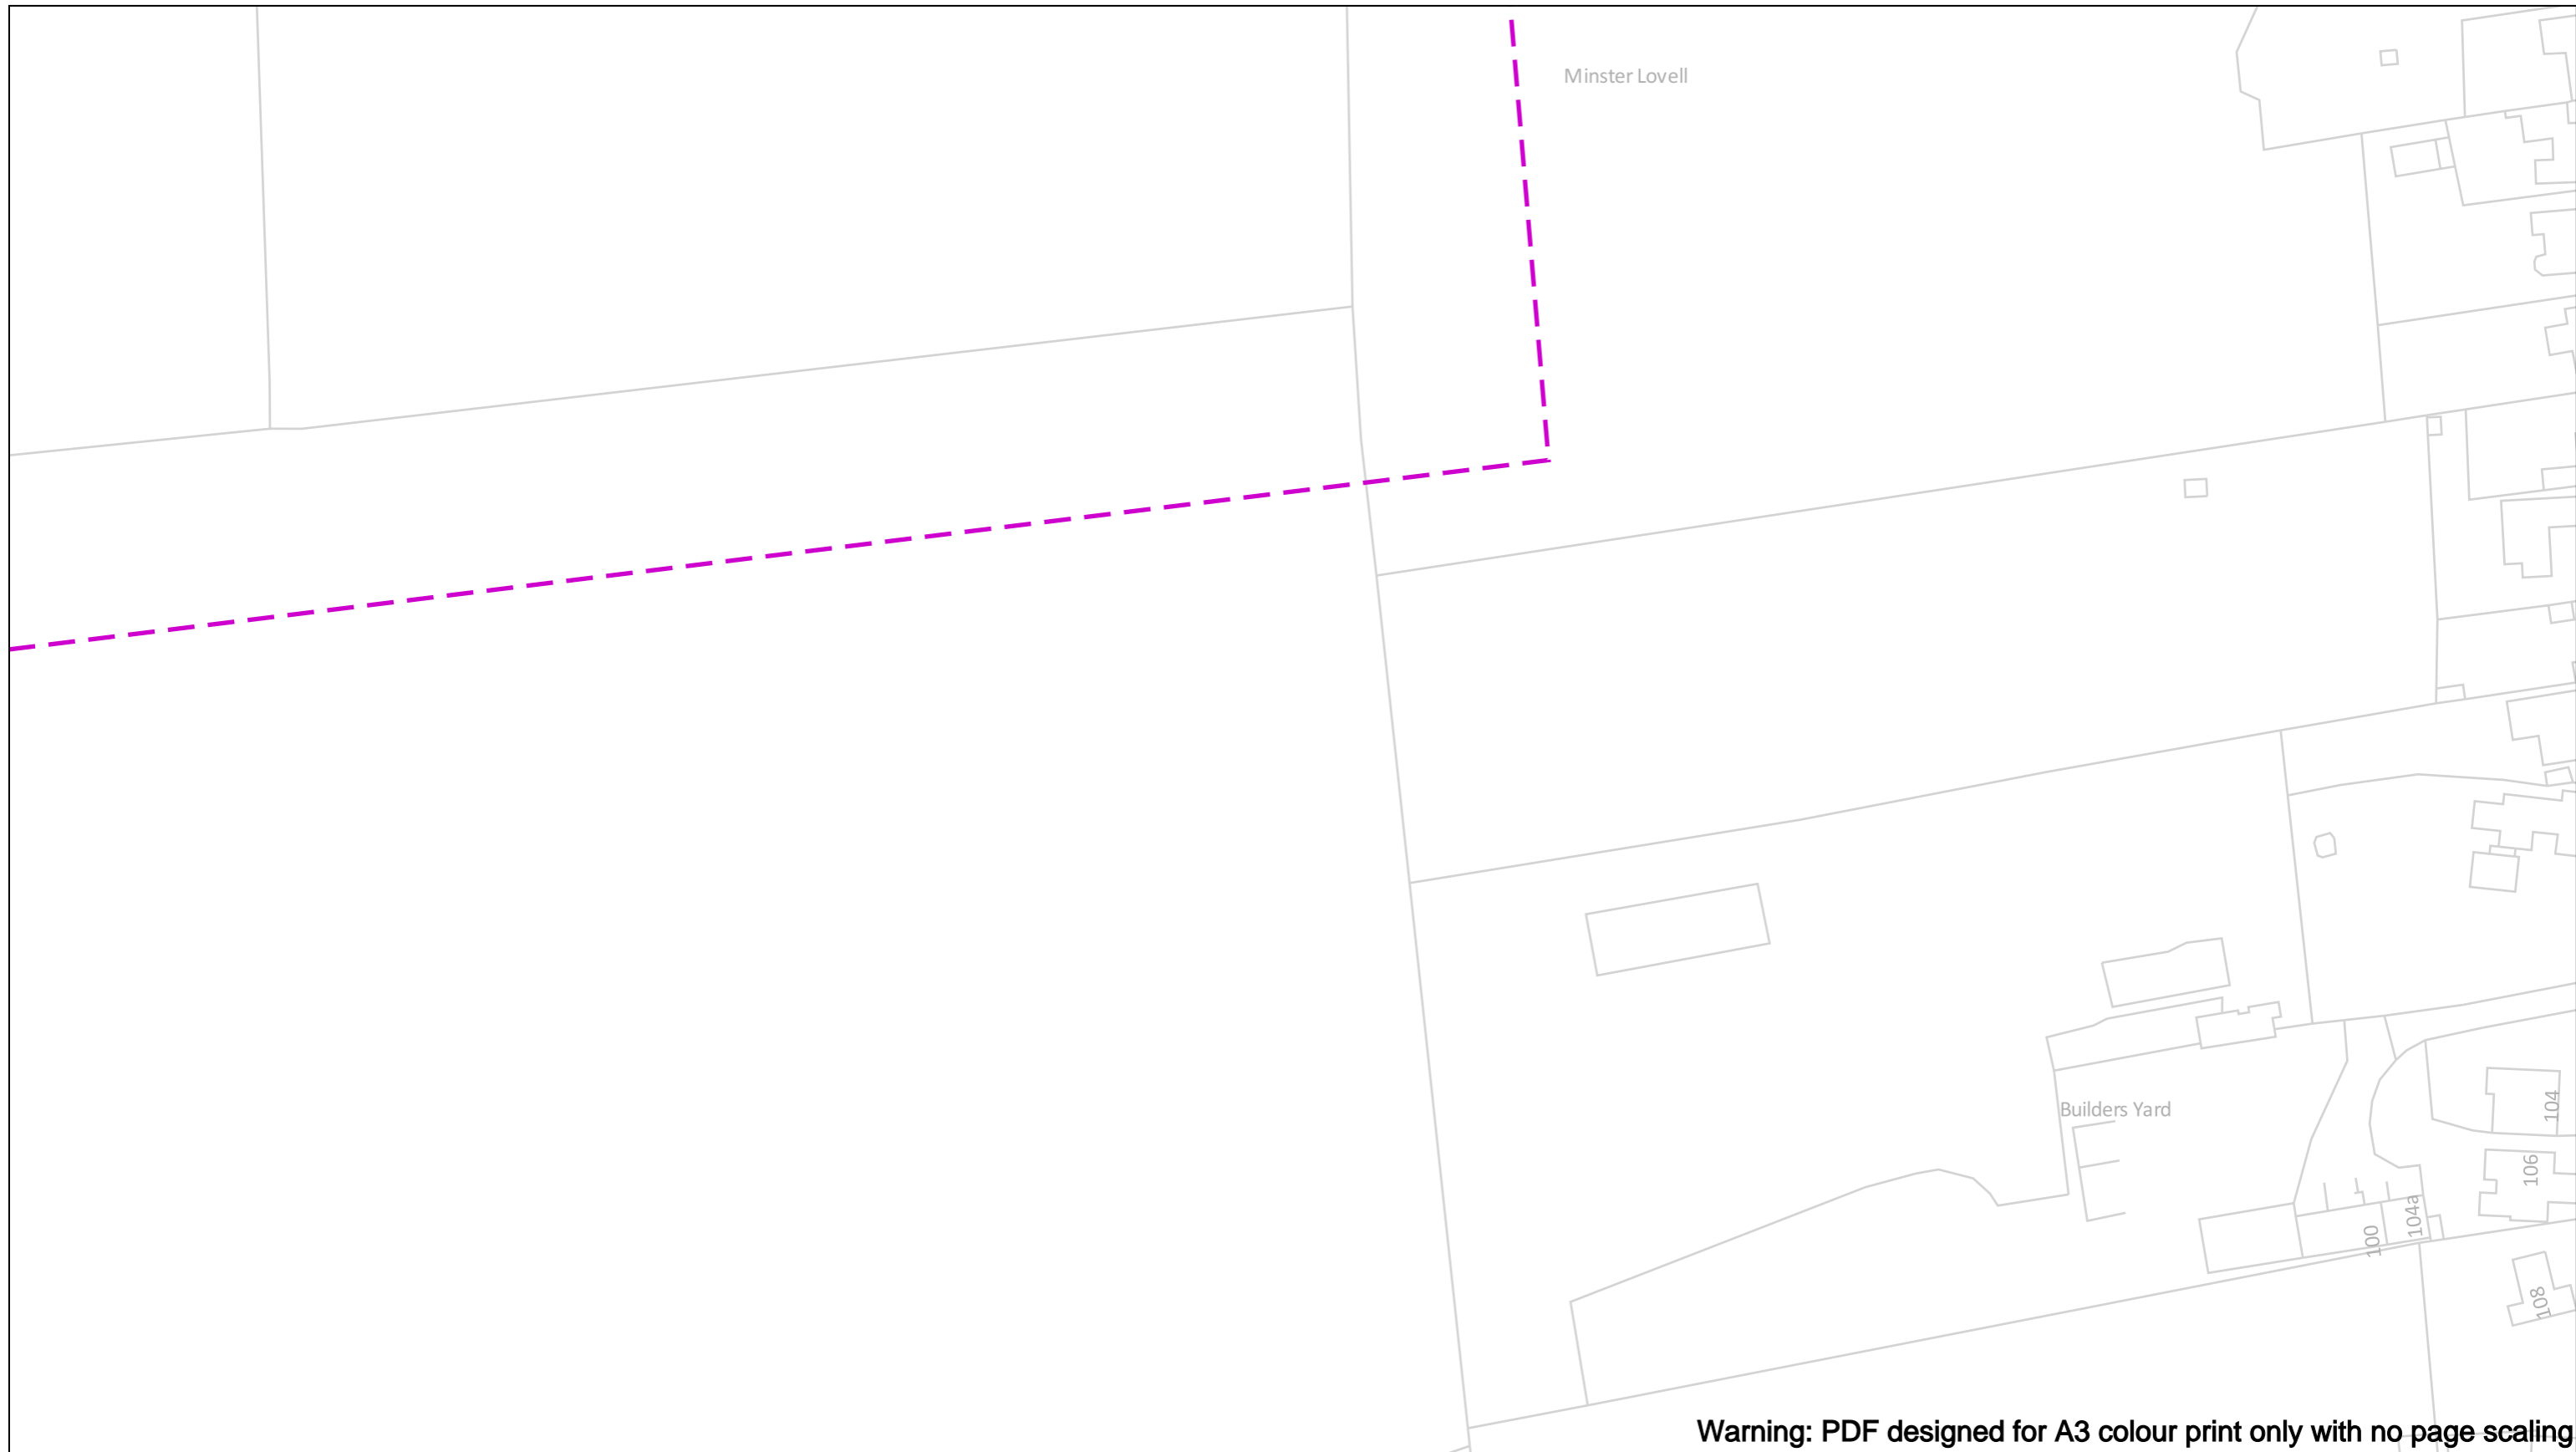 Minster Lovell
Builders Yard
104
106
104a
100
108
Warning: PDF designed for A3 colour print only with no page scaling